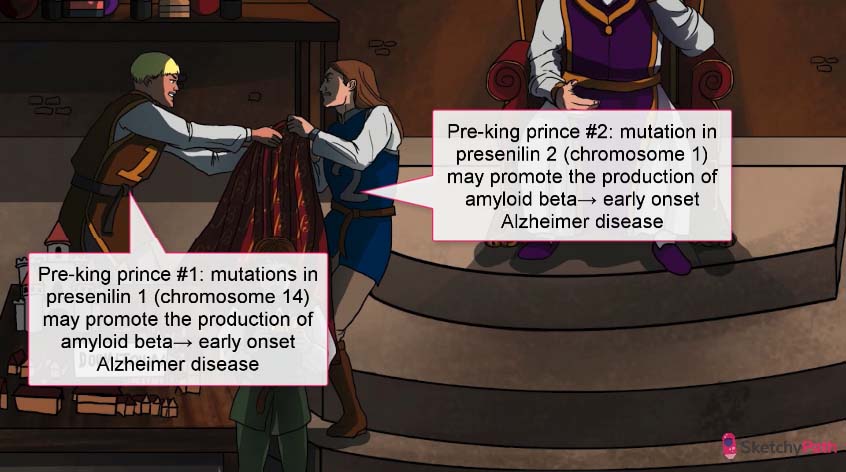 Pre-king prince #2: mutation in
presenilin 2 (chromosome 1)
may promote the production of
amyloid beta→ early onset
Alzheimer disease
1
2
Pre-king prince #1: mutations in
presenilin 1 (chromosome 14)
may promote the production of
amyloid beta→ early onset
Alzheimer disease
SketchyPath